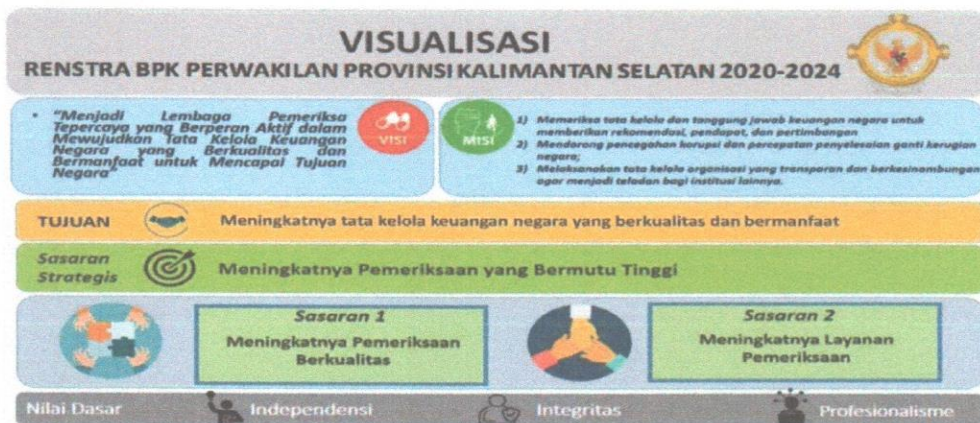 VISUALISASI
RENSTRA BPK PERWAKILAN PROVINSI KALIMANTAN SELATAN 2020-2024
• "Menjadi Lembaga Pemeriksa
Tepercaya yang Berperan Aktif dalam
Mewujudkan Tata Kelola Keuangan
Negara yang Berkualitas dan
Bermanfaat untuk Mencapai Tujuan
Negara"
VISI
MISI
1) Memeriksa tata kelola dan tanggung jawab keuangan negara untuk
memberikan rekomendasi, pendapat, dan pertimbangan
2) Mendorong pencegahan korupsi dan percepatan penyelesaian ganti kerugian
negara;
3) Melaksanakan tata kelola organisasi yang transparan dan berkesinambungan
agar menjadi teladan bagi institusi lainnya.
TUJUAN Meningkatnya tata kelola keuangan negara yang berkualitas dan bermanfaat
Sasaran
Strategis
Meningkatnya Pemeriksaan yang Bermutu Tinggi
Sasaran 1
Meningkatnya Pemeriksaan
Berkualitas
Sasaran 2
Meningkatnya Layanan
Pemeriksaan
Nilai Dasar Independensi Integritas Profesionalisme